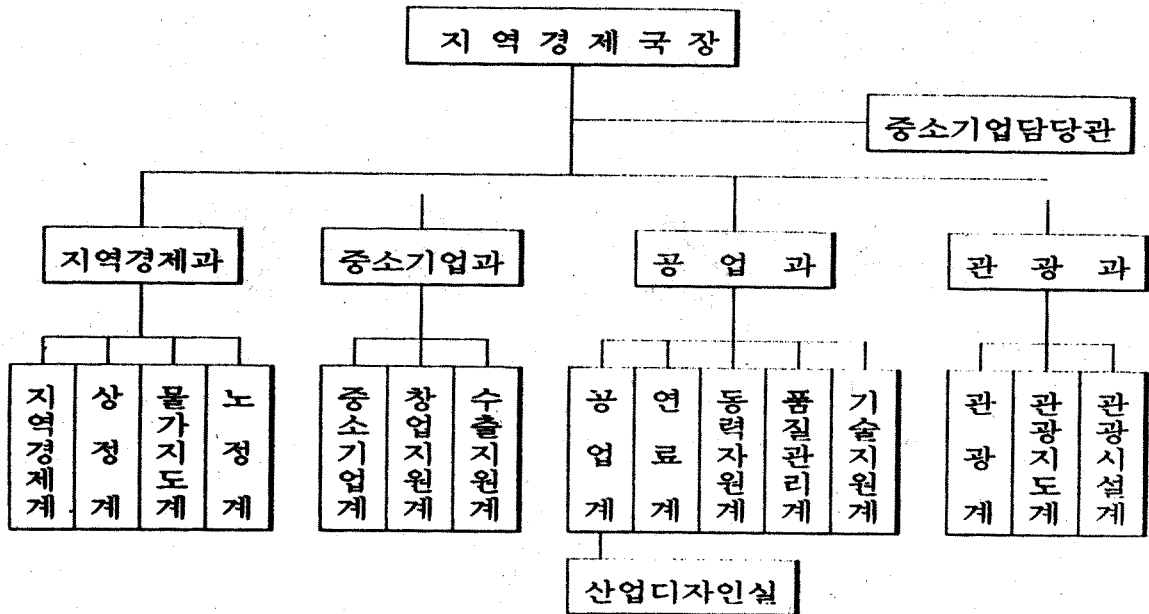 지역경제국장
중소기업담당관
지역경제과
중소기업과
공업과
관광과
지역경제계
상정계
물가지도계
노정계
중소기업계
창업지원계
수출지원계
공업계
연료계
동력자원계
품질관리계
기술지원계
관광계
관광지도계
관광시설계
산업디자인실